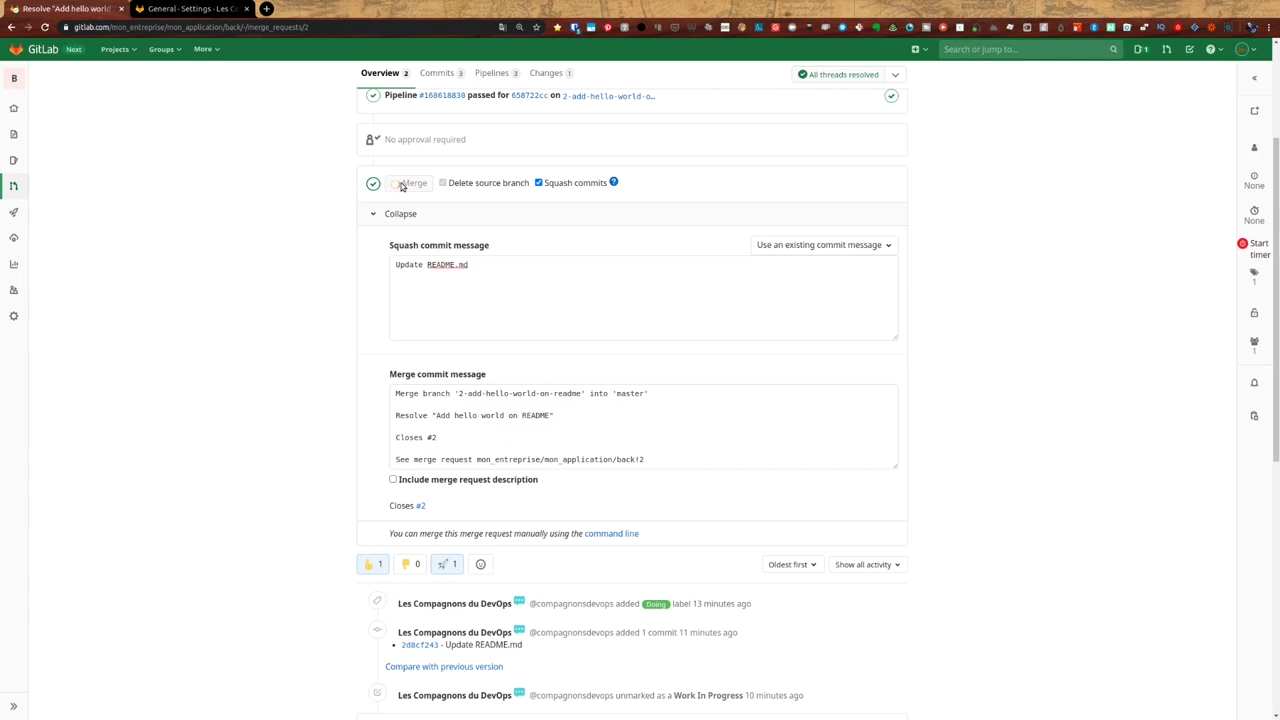 Resolve "Add hello world
General · Settings · Les C
gitlab.com/mon_entreprise/mon_application/back/-/merge_requests/2
GitLab Next Projects Groups More Search or jump to... 1
B
Overview 2 Commits 3 Pipelines 3 Changes 1 All threads resolved
Pipeline #168618830 passed for 658722cc on 2-add-hello-world-o...
No approval required
Merge Delete source branch Squash commits ?
None
Collapse
None
Squash commit message Use an existing commit message
Start
timer
Update README.md
1
1
Merge commit message
Merge branch '2-add-hello-world-on-readme' into 'master'
Resolve "Add hello world on README"
Closes #2
See merge request mon_entreprise/mon_application/back!2
Include merge request description
Closes #2
You can merge this merge request manually using the command line
1 0 1 Oldest first Show all activity
Les Compagnons du DevOps @compagnonsdevops added Doing label 13 minutes ago
Les Compagnons du DevOps @compagnonsdevops added 1 commit 11 minutes ago
• 2d8cf243 - Update README.md
Compare with previous version
Les Compagnons du DevOps @compagnonsdevops unmarked as a Work In Progress 10 minutes ago